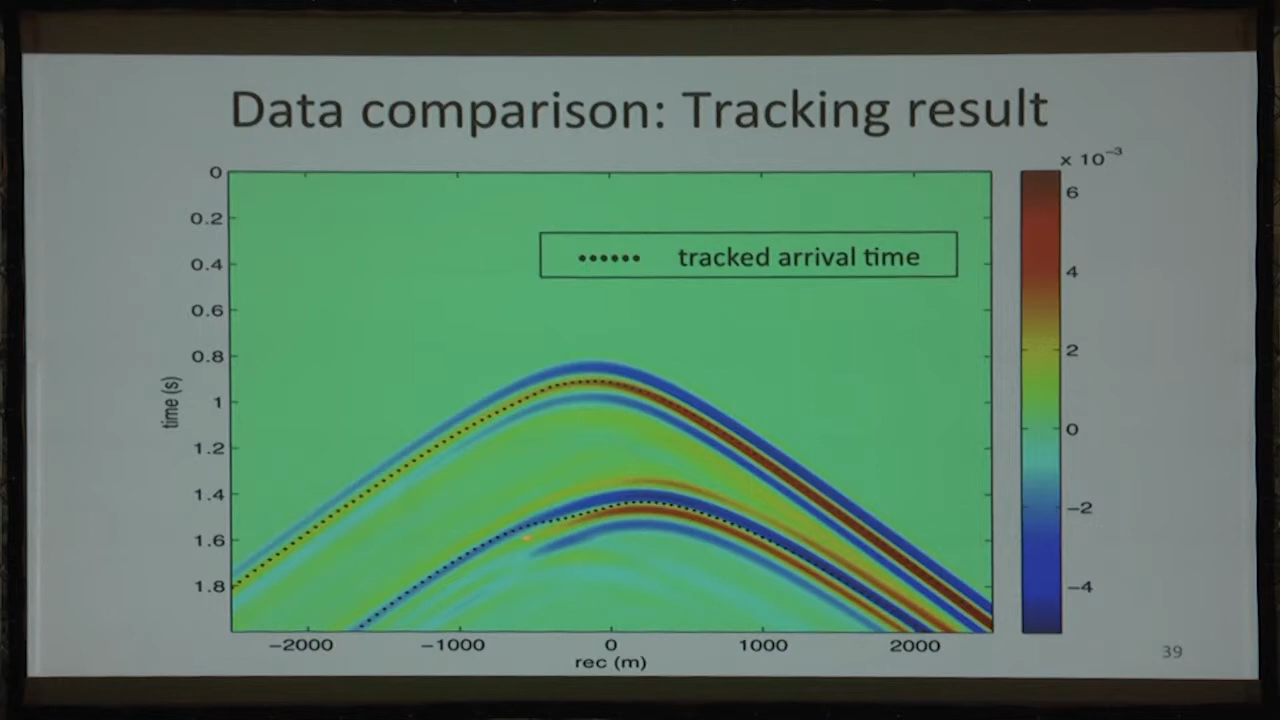 Data comparison: Tracking result
x 10⁻³
0
0.2
0.4
0.6
0.8
1
1.2
1.4
1.6
1.8
time (s)
tracked arrival time
6
4
2
0
−2
−4
−2000 −1000 0 1000 2000
rec (m)
39